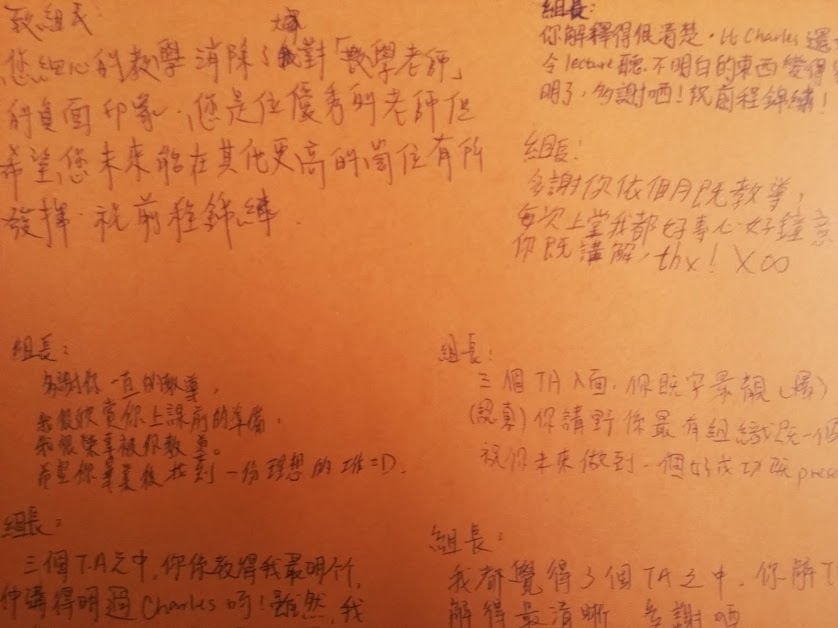 致組長：
您細心的教學消除了我對「數學老師」
的負面印象．您是位優秀的老師但
希望您未來能在其他更高的崗位有所
發揮．祝前程錦綉
組長：
你解釋得很清楚，比Charles還
令lecture聽不明白的東西變得
明了，多謝哂！祝前程錦繡！
組長：
多謝你依個月既教導，
每次上堂我都好專心，好鐘意
你既講解，thx！X∞
組長：
多謝你一直的教導，
我很欣賞你上課前的準備，
我很榮幸被你教導。
希望你畢業後找到一份理想的工作=D.
組長：
三個TA入面，你既字最靚，
(認真) 你講野係最有組織既一個
祝你未來做到一個好成功既
組長：
三個T.A之中，你係教得我最明个，
仲講得明過Charles呀！雖然，我
組長：
我都覺得3個TA之中，你解
解得最清晰 多謝哂